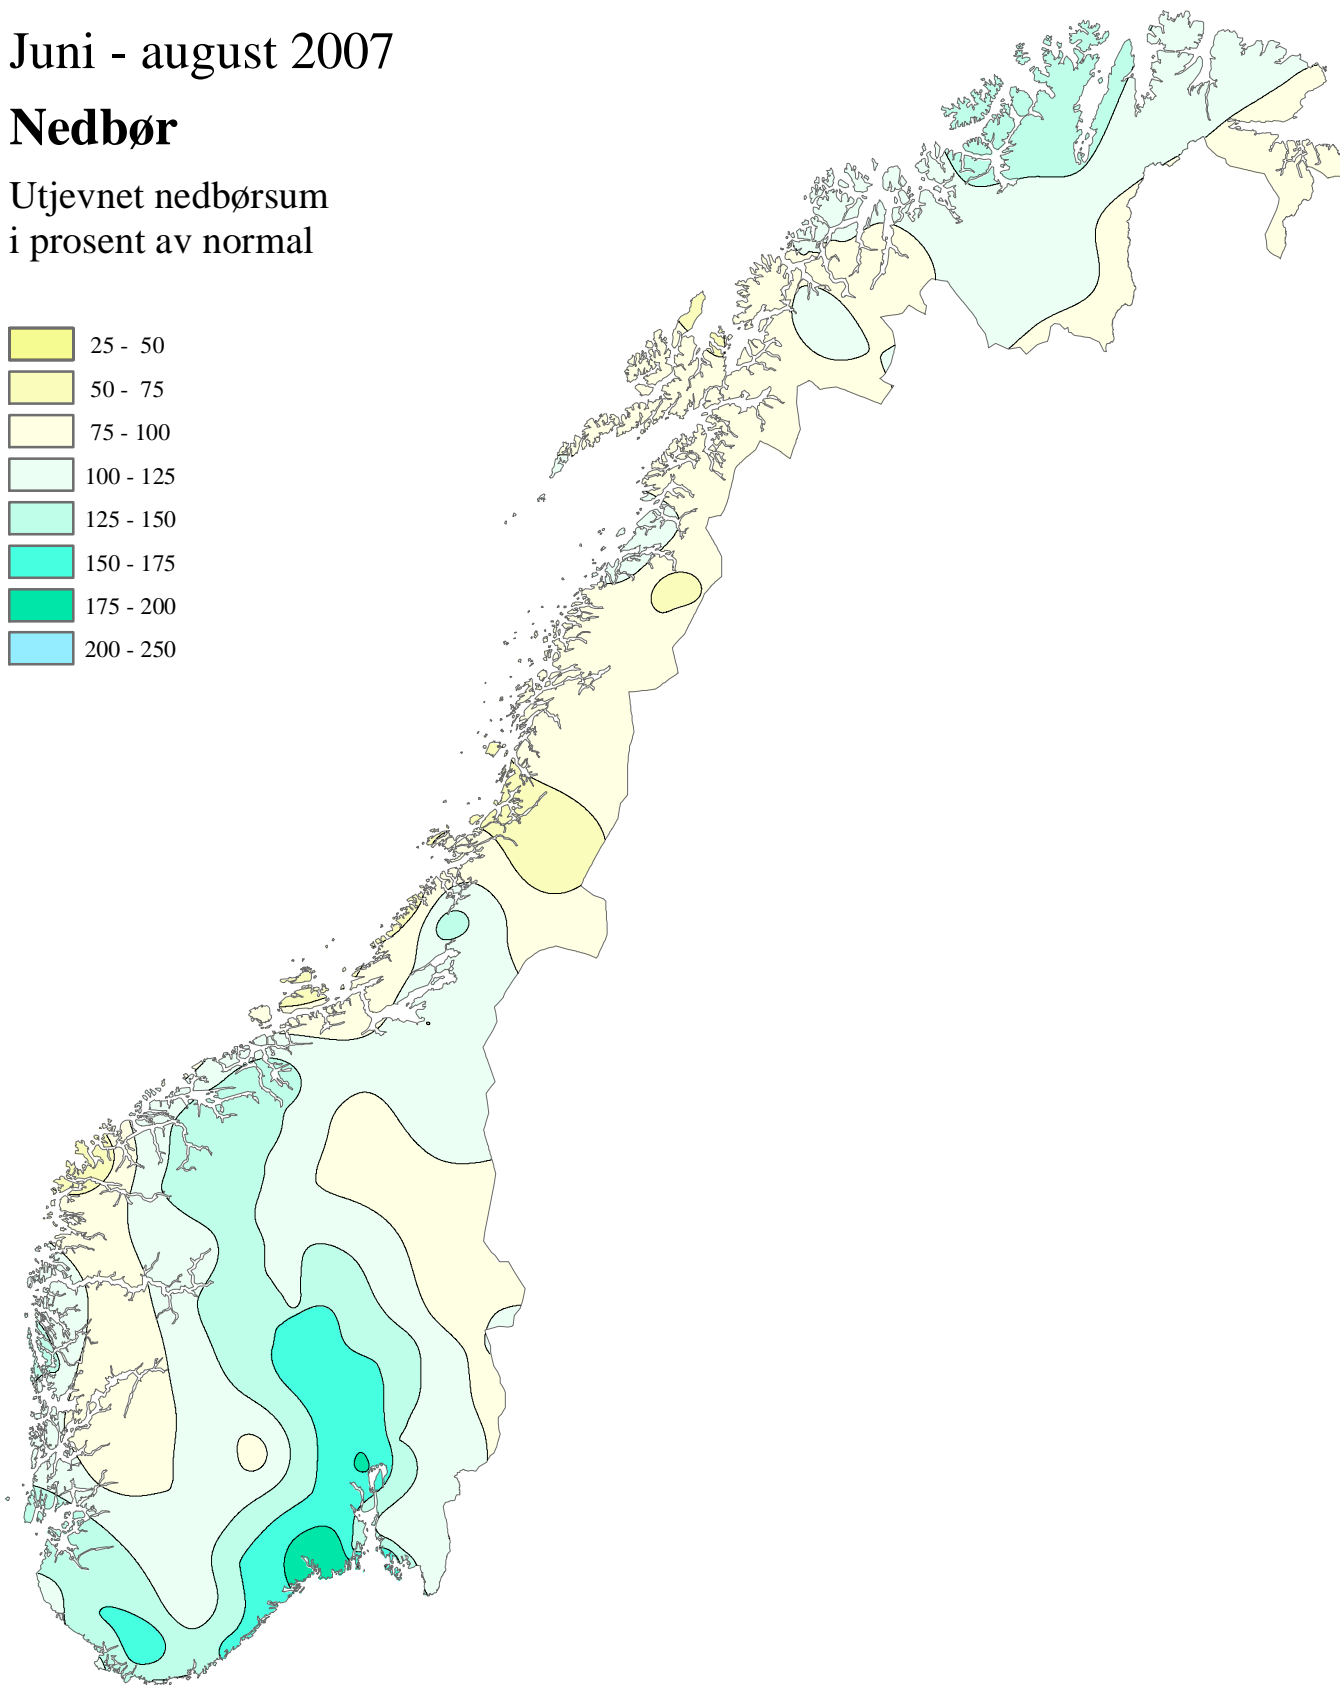 Juni - august 2007
Nedbør
Utjevnet nedbørsum
i prosent av normal
25 - 50
50 - 75
75 - 100
100 - 125
125 - 150
150 - 175
175 - 200
200 - 250